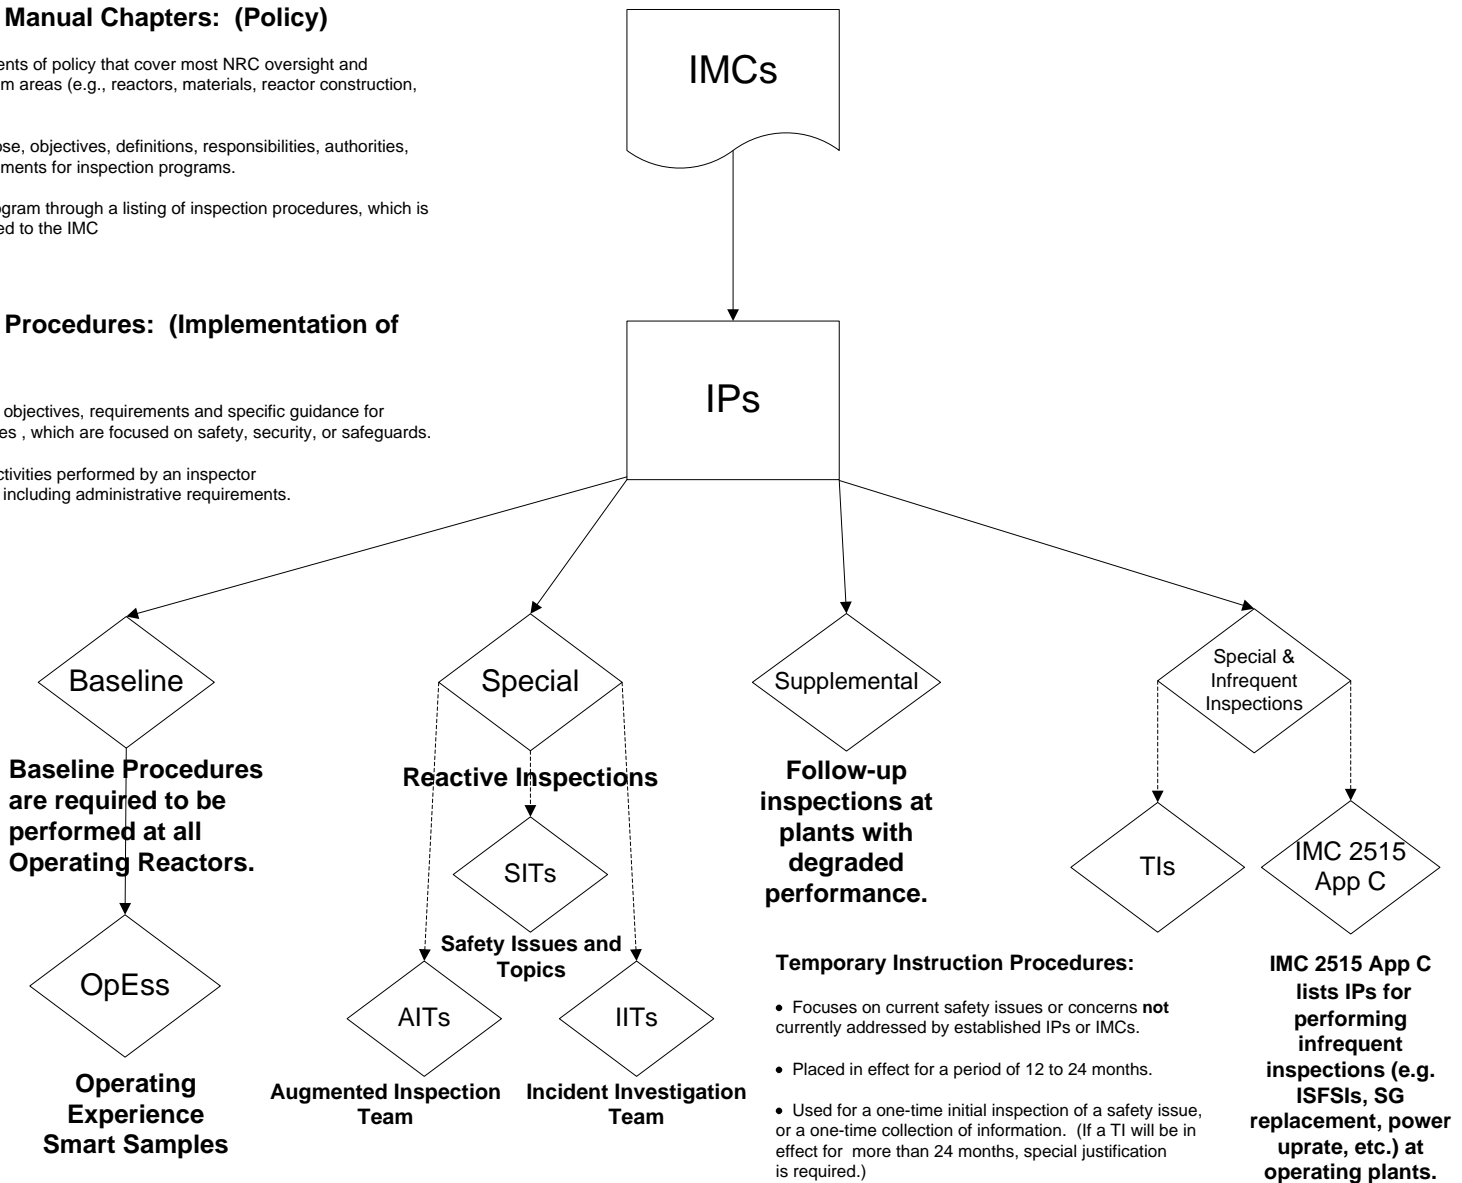 Manual Chapters: (Policy)
ents of policy that cover most NRC oversight and
m areas (e.g., reactors, materials, reactor construction,
ose, objectives, definitions, responsibilities, authorities,
ements for inspection programs.
ogram through a listing of inspection procedures, which is
ed to the IMC
IMCs
Procedures: (Implementation of
objectives, requirements and specific guidance for
es , which are focused on safety, security, or safeguards.
ctivities performed by an inspector
including administrative requirements.
IPs
Baseline
Special
Supplemental
Special &
Infrequent
Inspections
Baseline Procedures
are required to be
performed at all
Operating Reactors.
Reactive Inspections
Follow-up
inspections at
plants with
degraded
performance.
SITs
TIs
IMC 2515
App C
Safety Issues and
Topics
OpEss
AITs
IITs
Operating
Experience
Smart Samples
Augmented Inspection
Team
Incident Investigation
Team
Temporary Instruction Procedures:
• Focuses on current safety issues or concerns not
currently addressed by established IPs or IMCs.
• Placed in effect for a period of 12 to 24 months.
• Used for a one-time initial inspection of a safety issue,
or a one-time collection of information. (If a TI will be in
effect for more than 24 months, special justification
is required.)
IMC 2515 App C
lists IPs for
performing
infrequent
inspections (e.g.
ISFSIs, SG
replacement, power
uprate, etc.) at
operating plants.